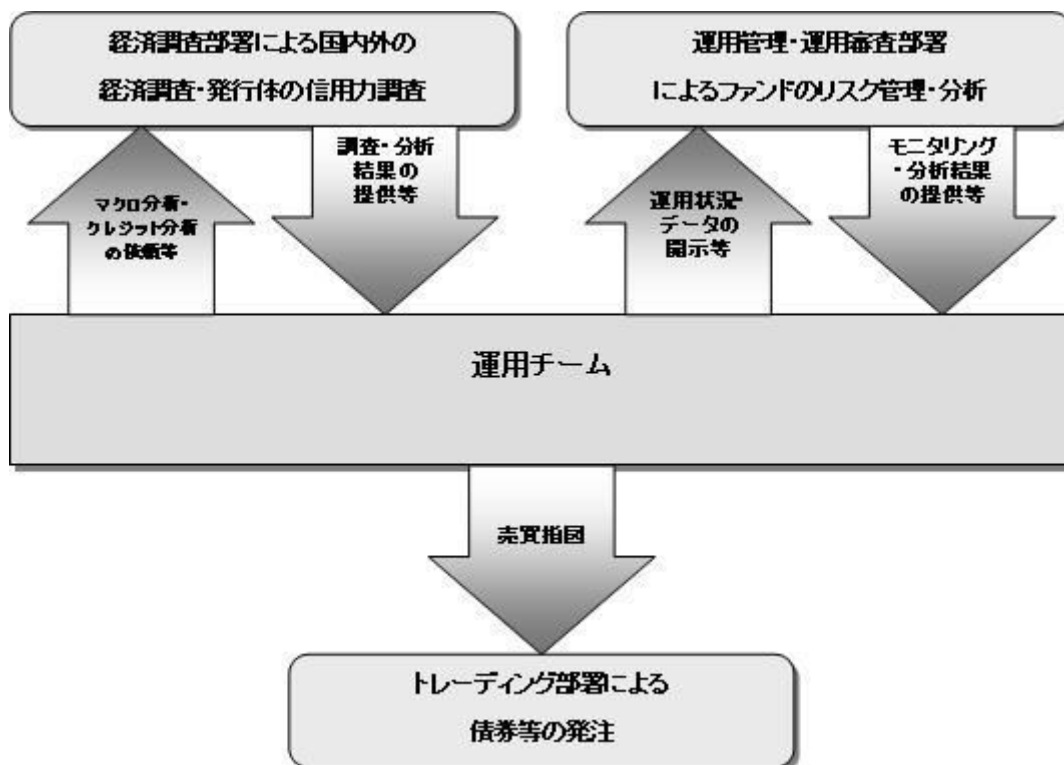 経済調査部署による国内外の
経済調査・発行体の信用力調査
運用管理・運用審査部署
によるファンドのリスク管理・分析
マクロ分析・
クレジット分析
の依頼等
調査・分析
結果の
提供等
運用状況・
データの
開示等
モニタリング
・分析結果
の提供等
運用チーム
売買指図
トレーディング部署による
債券等の発注